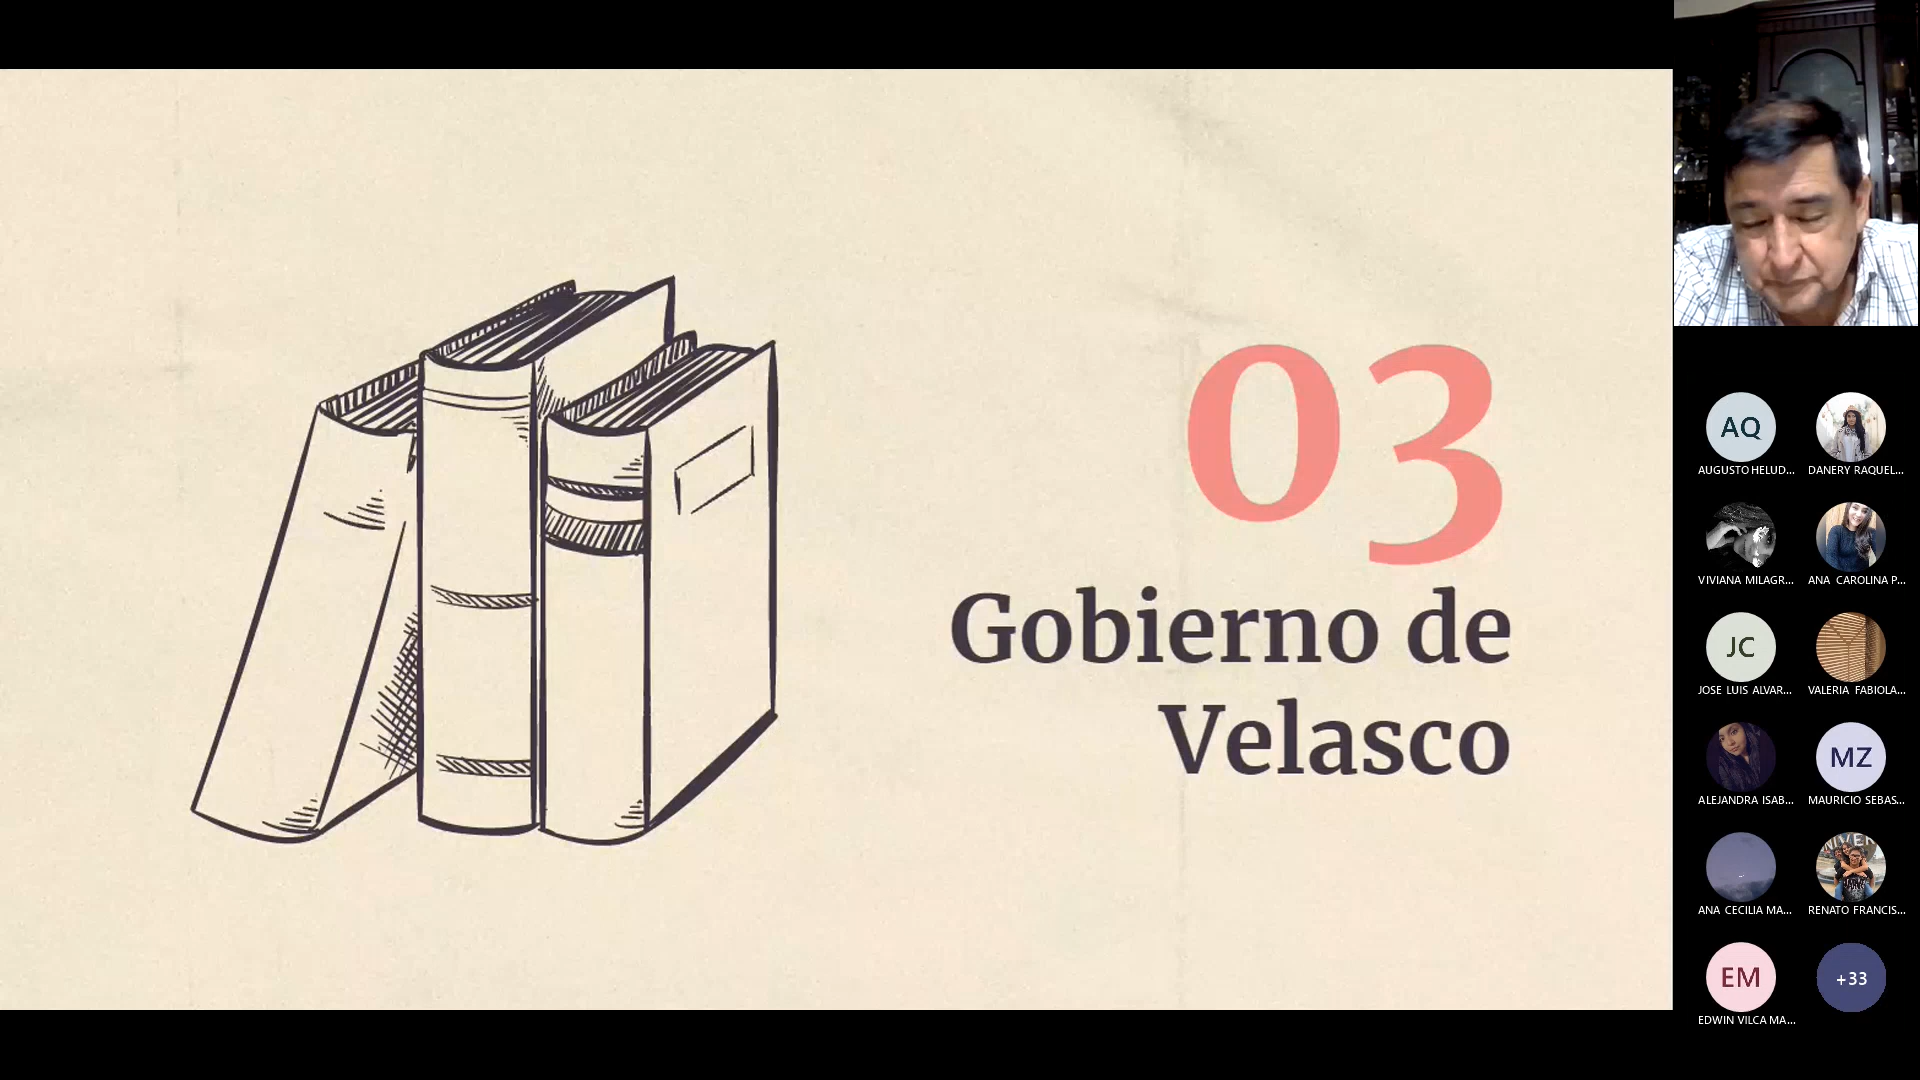 03
Gobierno de
Velasco
AQ
AUGUSTO HELUD...
DANERY RAQUEL...
VIVIANA MILAGR...
ANA CAROLINA P...
JC
JOSE LUIS ALVAR...
VALERIA FABIOLA...
ALEJANDRA ISAB...
MZ
MAURICIO SEBAS...
ANA CECILIA MA...
RENATO FRANCIS...
EM
EDWIN VILCA MA...
+33